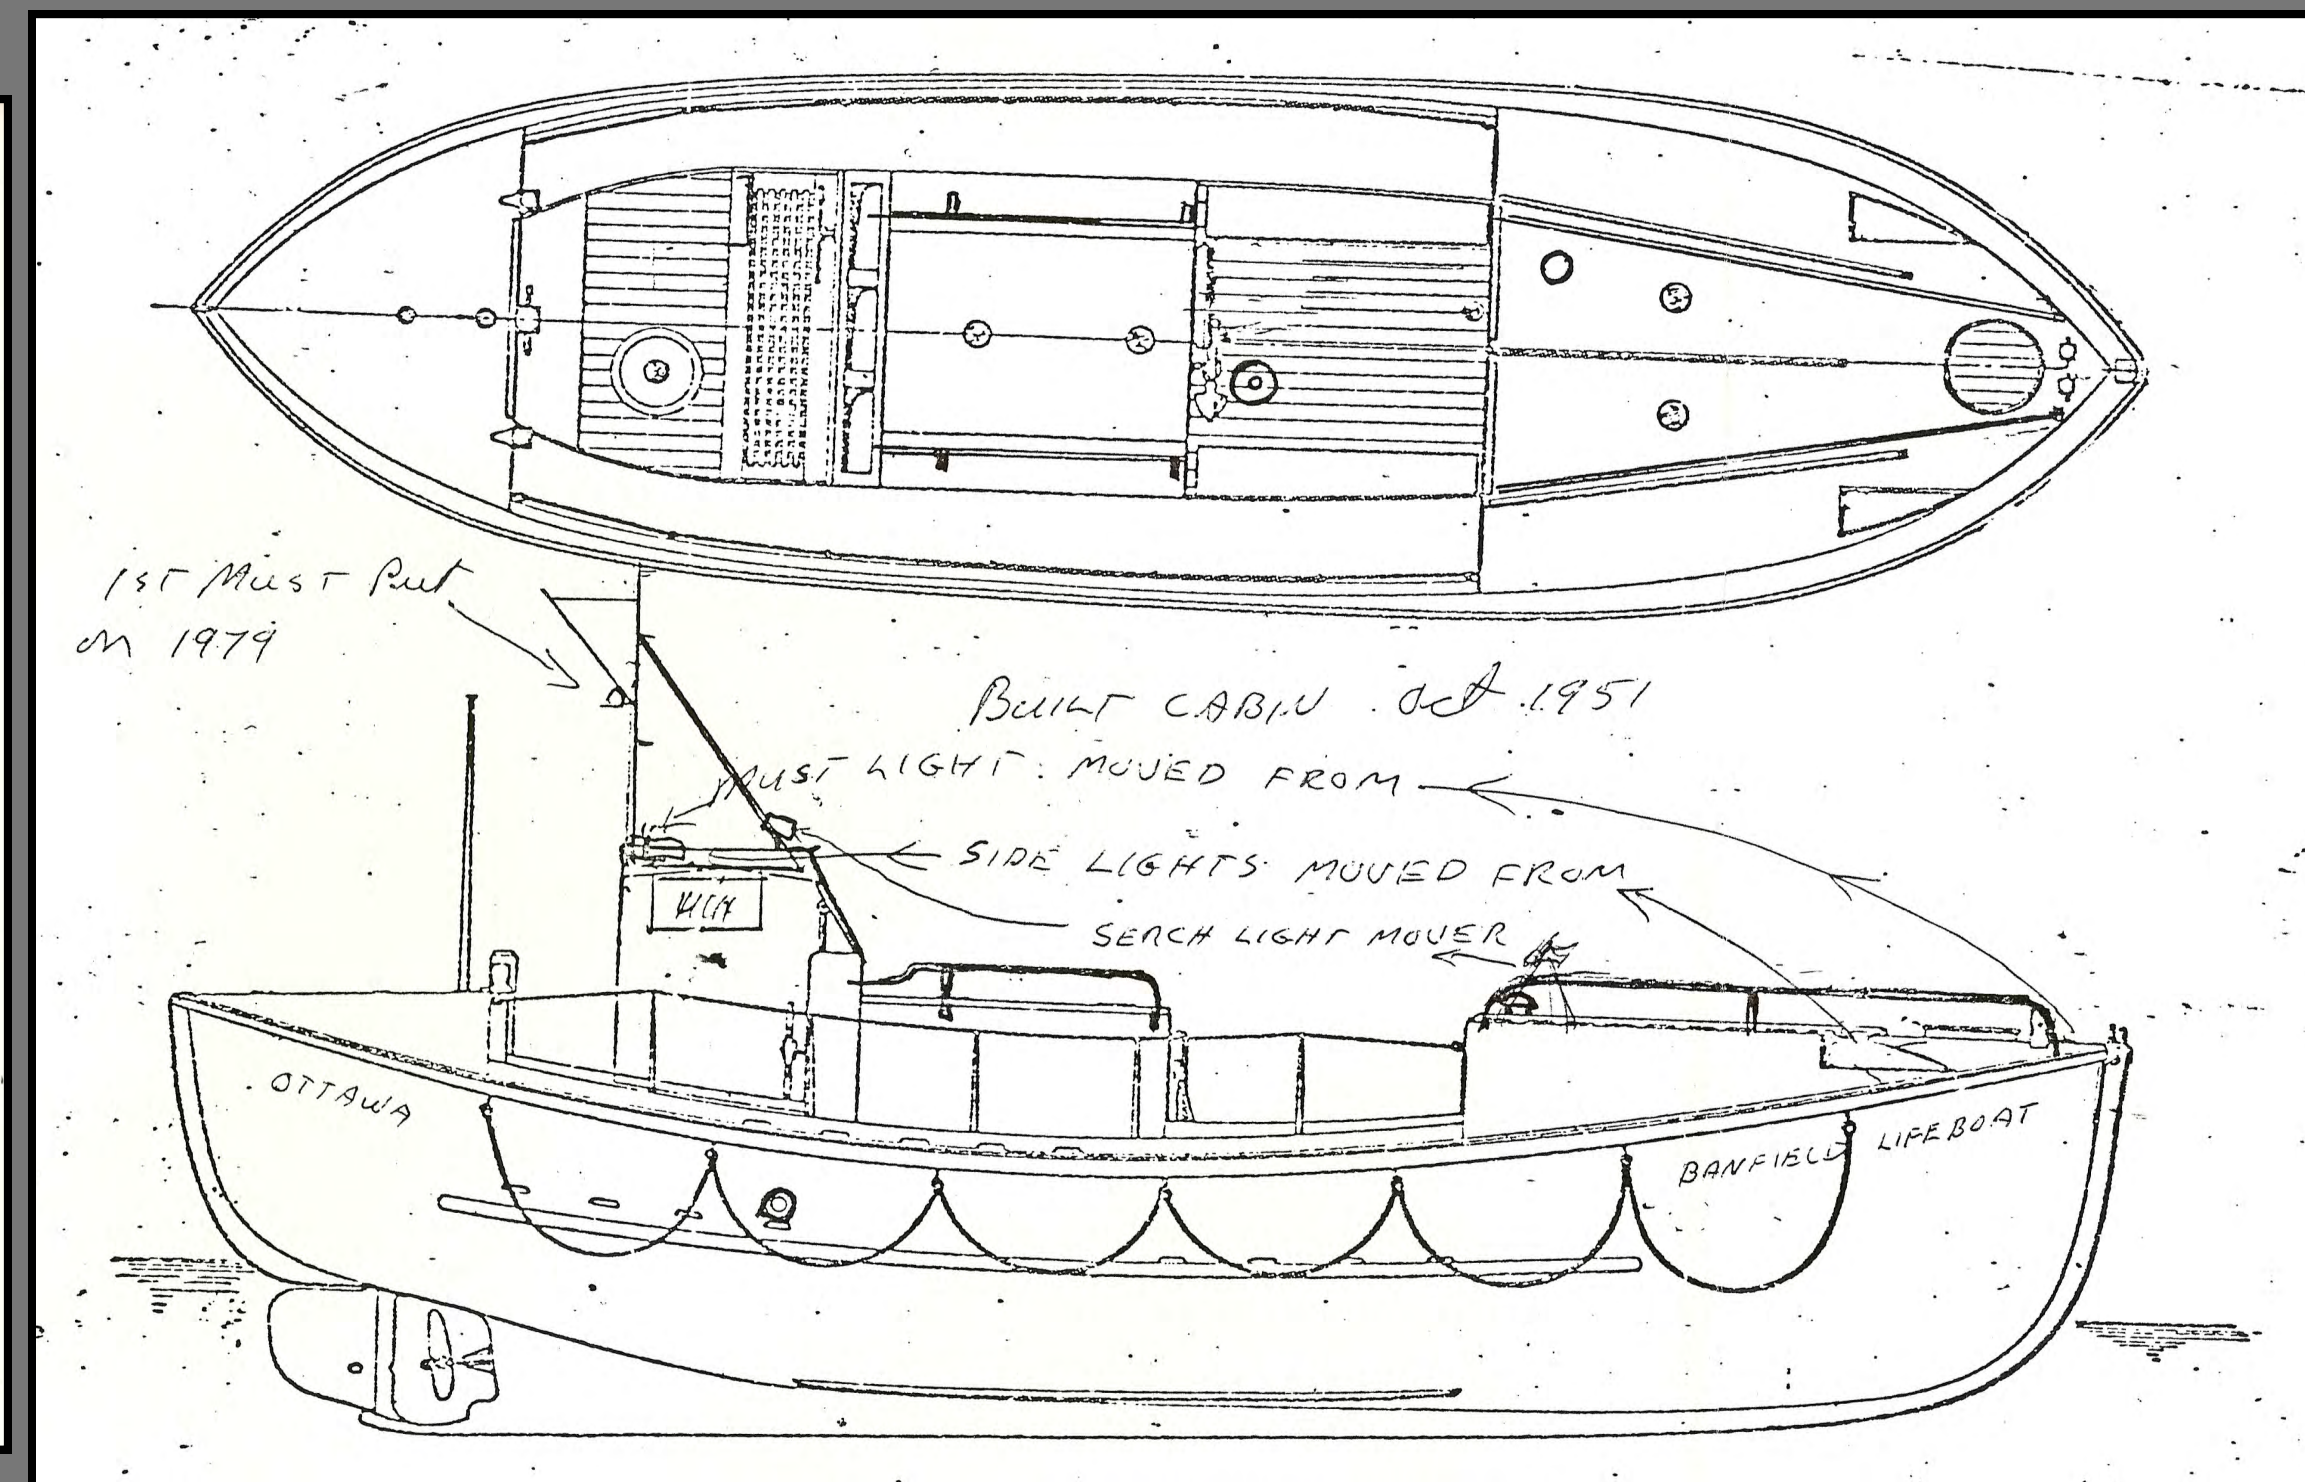 1ST MUST Put
on 1979
BUILT CABIN. Oct. 1951
MUST LIGHT. MOVED FROM
SIDE LIGHTS MOVED FROM
SERCH LIGHT MOVER
OTTAWA
BANFIELD LIFEBOAT